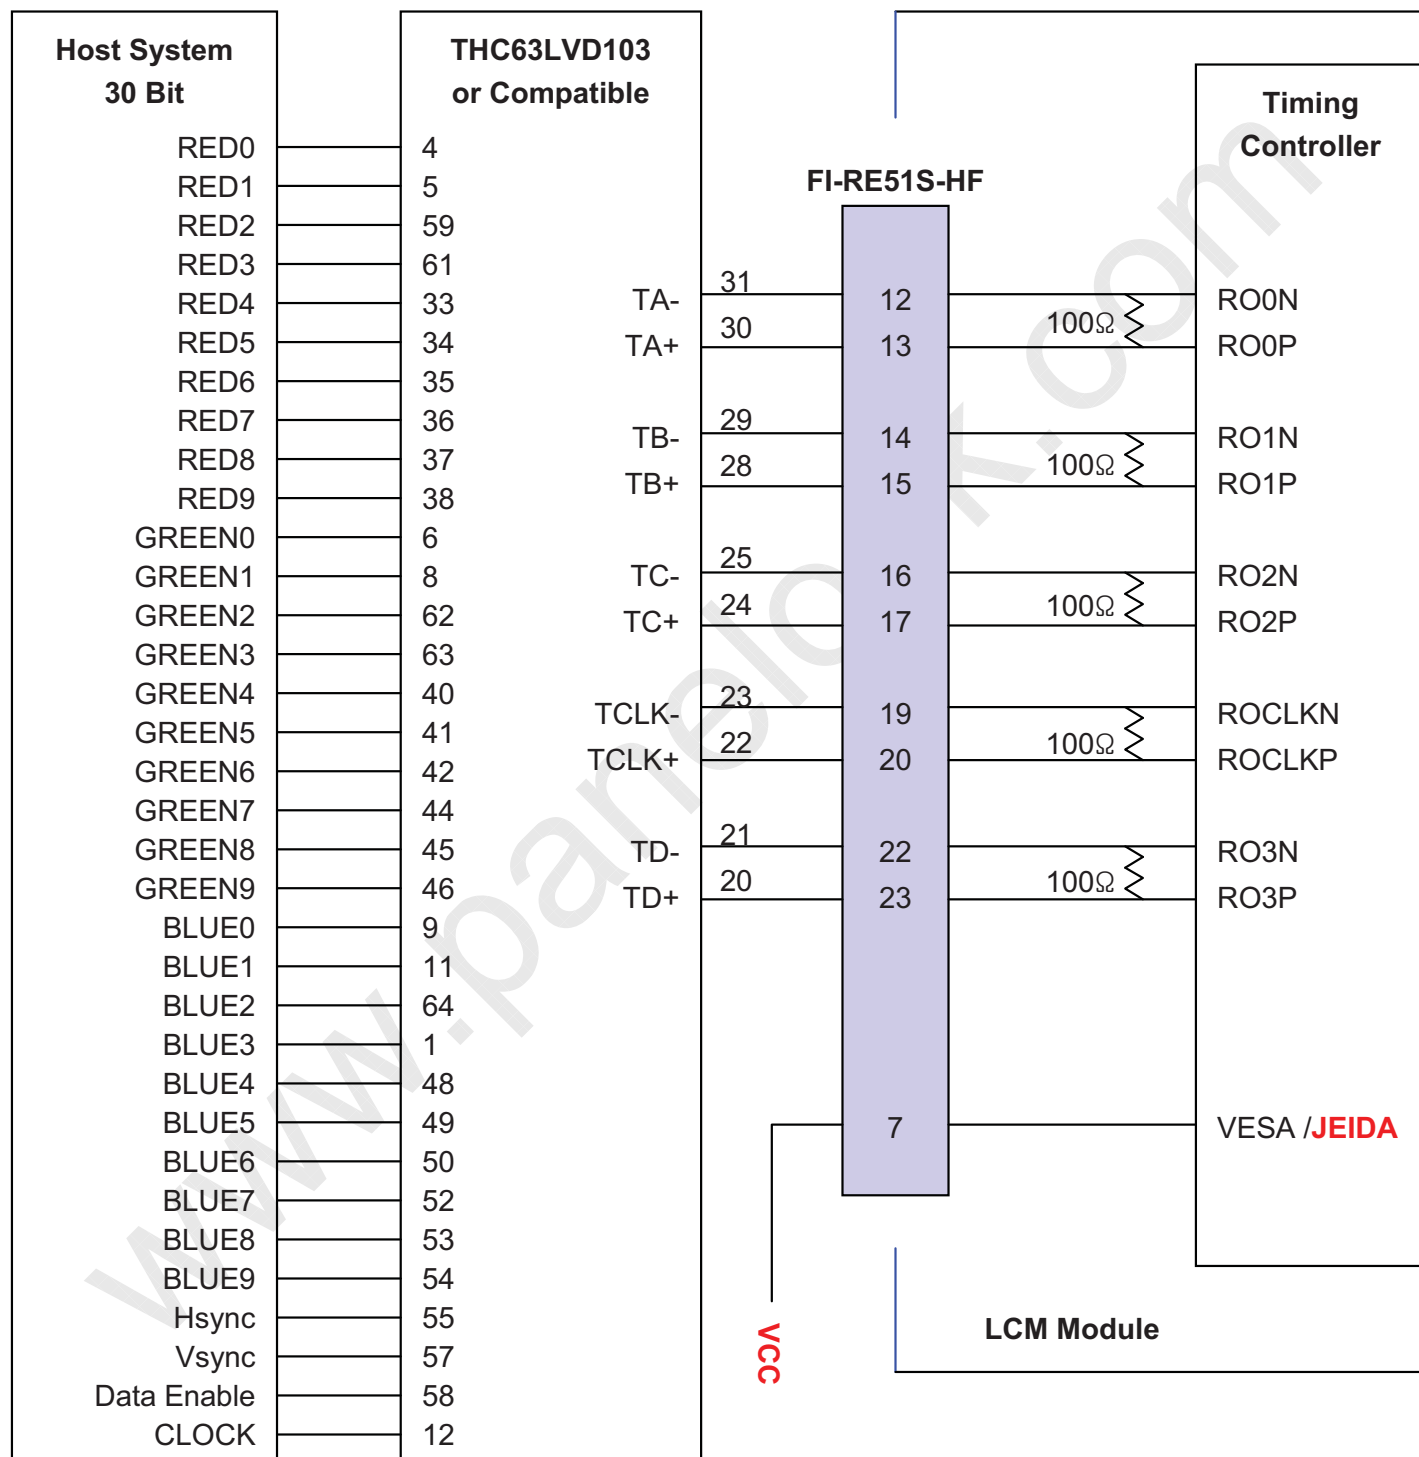 Host System
30 Bit
RED0 4
RED1 5
RED2 59
RED3 61
RED4 33
RED5 34
RED6 35
RED7 36
RED8 37
RED9 38
GREEN0 6
GREEN1 8
GREEN2 62
GREEN3 63
GREEN4 40
GREEN5 41
GREEN6 42
GREEN7 44
GREEN8 45
GREEN9 46
BLUE0 9
BLUE1 11
BLUE2 64
BLUE3 1
BLUE4 48
BLUE5 49
BLUE6 50
BLUE7 52
BLUE8 53
BLUE9 54
Hsync 55
Vsync 57
Data Enable 58
CLOCK 12
THC63LVD103
or Compatible
TA- 31
TA+ 30
TB- 29
TB+ 28
TC- 25
TC+ 24
TCLK- 23
TCLK+ 22
TD- 21
TD+ 20
FI-RE51S-HF
12
13
14
15
16
17
19
20
22
23
7
VCC
100Ω
100Ω
100Ω
100Ω
100Ω
Timing
Controller
RO0N
RO0P
RO1N
RO1P
RO2N
RO2P
ROCLKN
ROCLKP
RO3N
RO3P
VESA /JEIDA
LCM Module